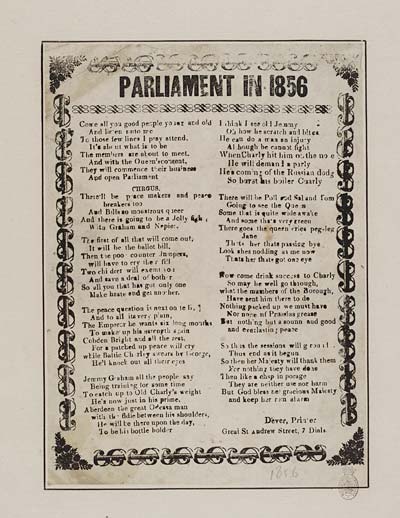 PARLIAMENT IN 1856
Come all you good people young and old
And listen unto me
To those few lines I pray attend,
It's about what is to be
The members are about to meet,
And with the Queen's consent,
They will commence their business
And open Parliament
CHRGUS,
There'll be peace makers and peace
breakers too
And Bills so monstrous queer
And there is going to be a Jelly fight,
With Graham and Napier.
The first of all that will come out,
It will be the ballot bill,
Then the poor counter Jumpers,
will have to cry their fill
Two children will
And save a deal of bother
So all you that has got only one
Make haste and get another.
The peace question is next on to
And to all is very plain,
The Emperor he wants six long months
To make up his strength again
Cobden Bright and all the rest,
For a patched up peace will cry
while Baltic Charley swears by George,
He'll knock out all their eyes
Jemmy Graham all the people say
Being training for some time
To catch up to Old Charly's weight
He's now just in his prime,
Aberdeen the great Odessa man
with the fiddle between his shoulders,
He will be there upon the day,
To be his bottle holder
I think I see old Jemmy
Oh how he scratch and bites
He can do a man an injury
Although he cannot fight
When Charly hit him on the nose
He will demand a parly
He's coming of the Russian dodge
So burst his boiler Charly
There will be Poll and Sal and Tom
Going to see the Queen
Some that is quite wide awake
And some that's very green
There goes the queen cries peg-leg
Jane
Thats her thats passing bye
Look shes nodding at me now
Thats her thats got one eye
Now come drink success to Charly
So may he well go through,
what the members of the Borough,
Have sent him there to do
Nothing packed up we must have
Nor none of Prussias grease
But nothing but a sound and good
and everlasting peace
So this is the sessions will
Thus end as it begun
So then her Majesty will thank them
For nothing they have done
Then like a chip in porage
They are neither use nor harm
But God bless her gracious Majesty
and keep her from alarm
Dever, Printer
Great St Andrew Street, 7 Dials
1856